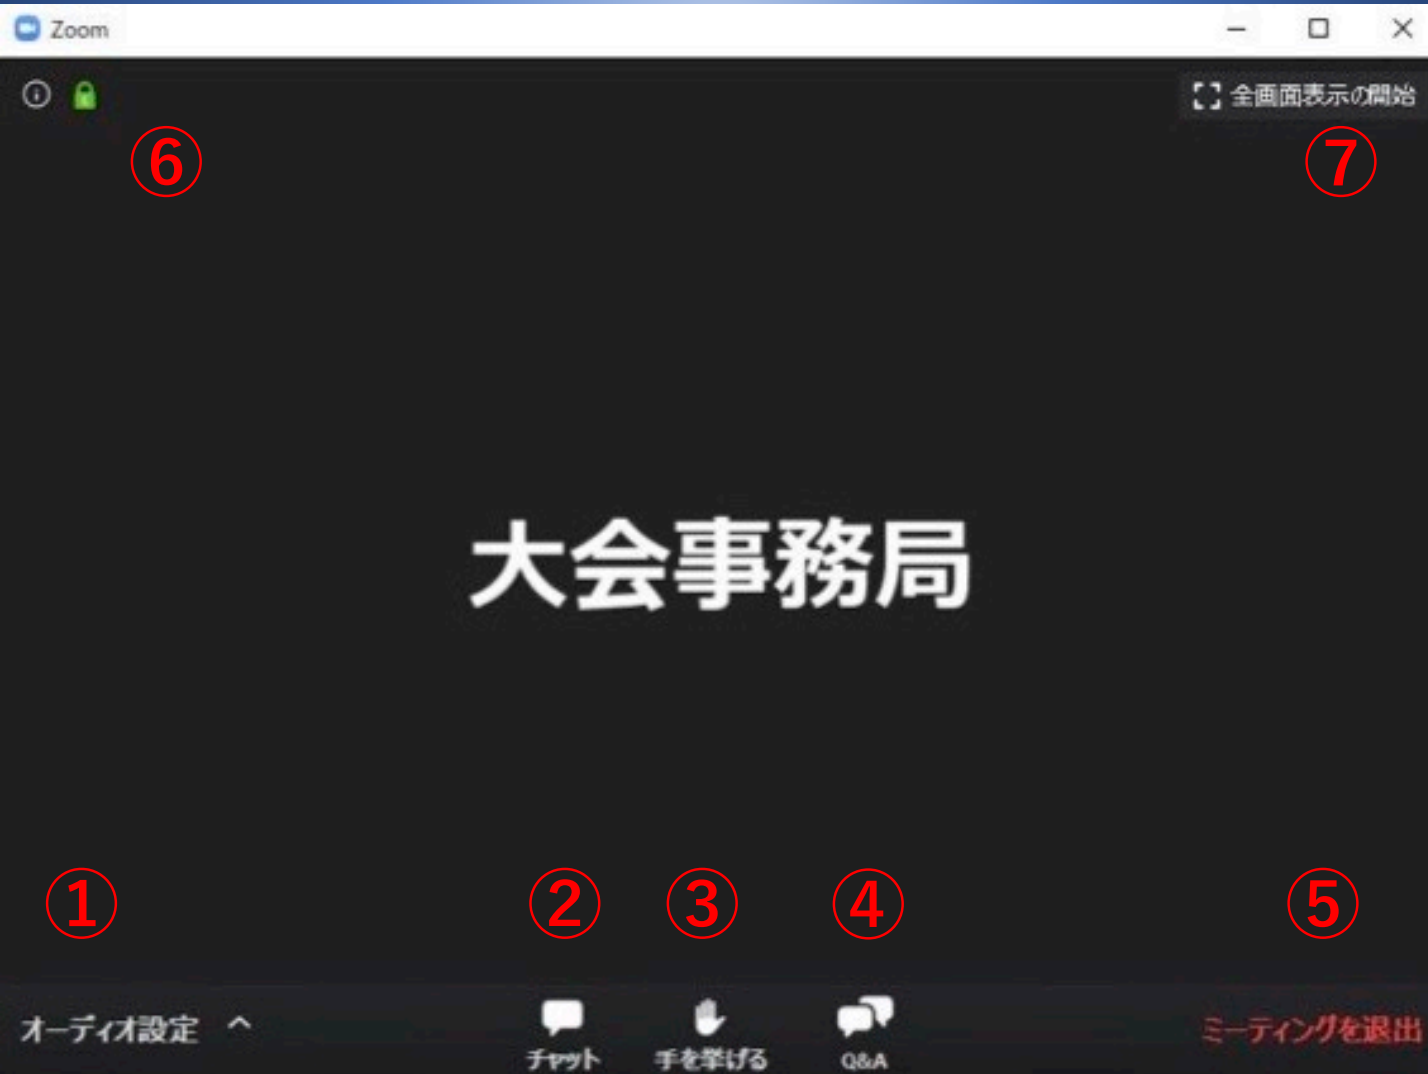 Zoom
全画面表示の開始
⑥
⑦
大会事務局
①
②
③
④
⑤
オーディオ設定
チャット
手を挙げる
Q&A
ミーティングを退出